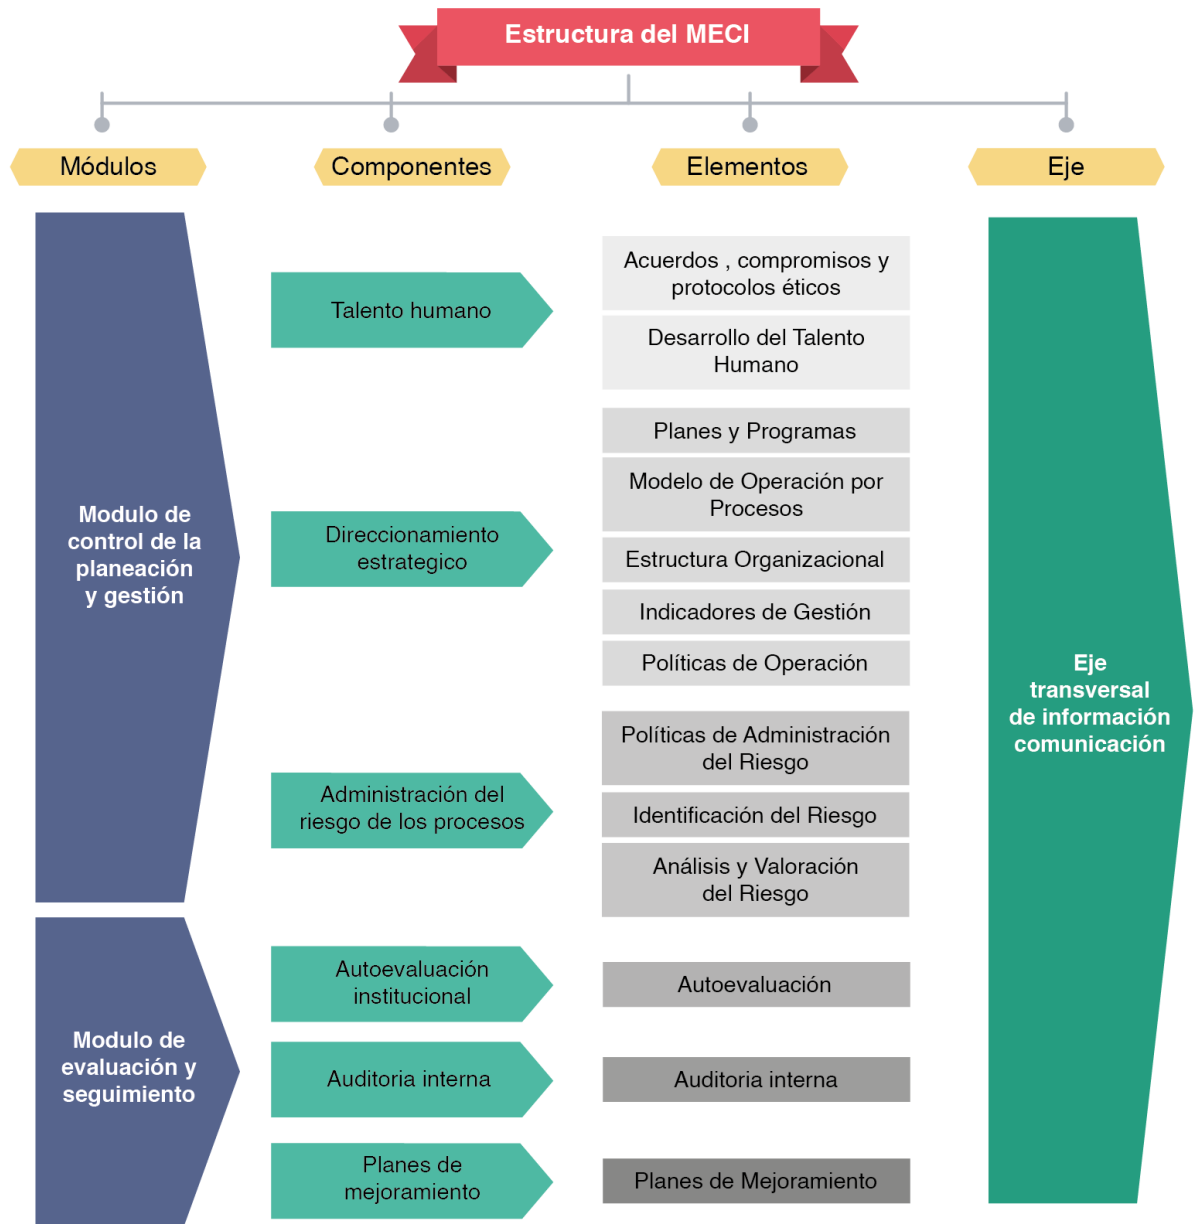 Estructura del MECI
Módulos
Componentes
Elementos
Eje
Modulo de
control de la
planeación
y gestión
Talento humano
Acuerdos , compromisos y
protocolos éticos
Desarrollo del Talento
Humano
Direccionamiento
estrategico
Planes y Programas
Modelo de Operación por
Procesos
Estructura Organizacional
Indicadores de Gestión
Políticas de Operación
Administración del
riesgo de los procesos
Políticas de Administración
del Riesgo
Identificación del Riesgo
Análisis y Valoración
del Riesgo
Modulo de
evaluación y
seguimiento
Autoevaluación
institucional
Autoevaluación
Auditoria interna
Auditoria interna
Planes de
mejoramiento
Planes de Mejoramiento
Eje
transversal
de información
comunicación